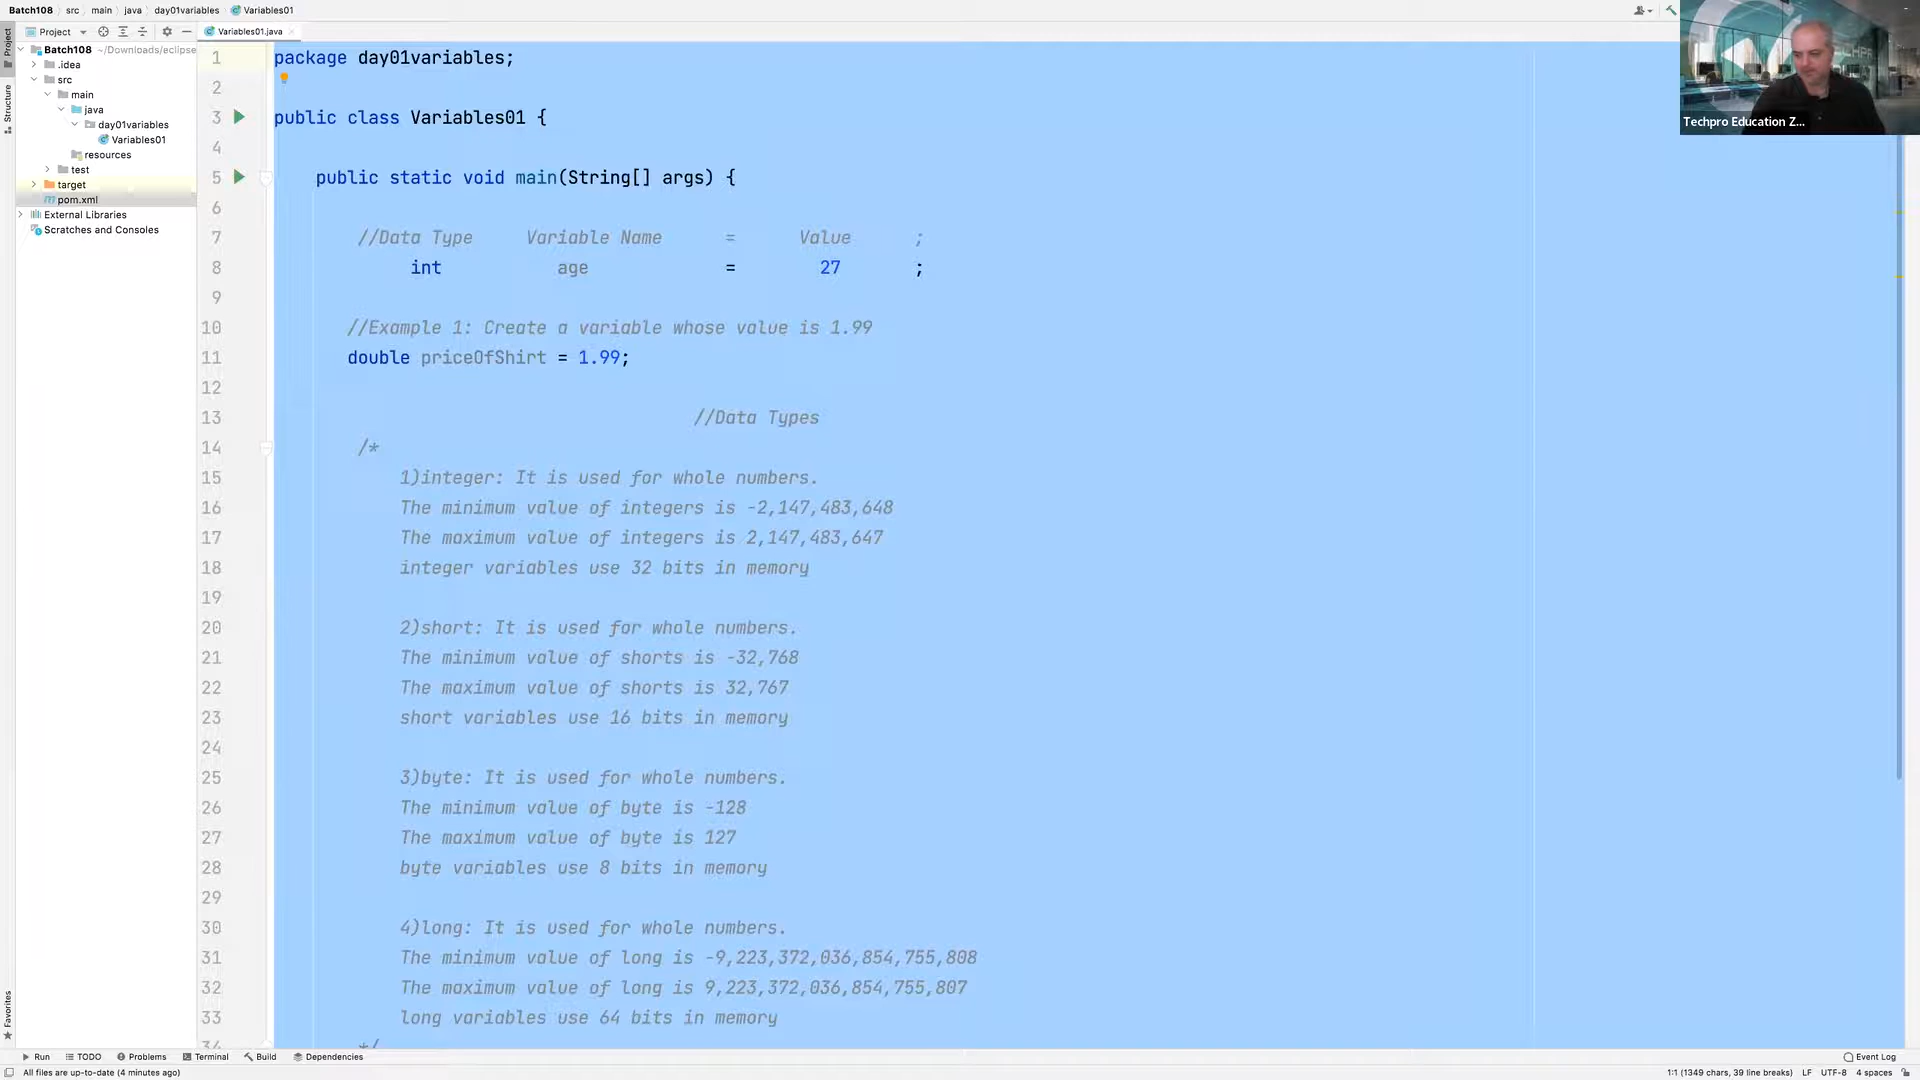 Batch108 src main java day01variables Variables01
Project
Variables01.java
Batch108 ~/Downloads/eclipse
.idea
src
main
java
day01variables
Variables01
resources
test
target
pom.xml
External Libraries
Scratches and Consoles
Project
Structure
Favorites
1 package day01variables;
2
3 public class Variables01 {
4
5 public static void main(String[] args) {
6
7 //Data Type Variable Name = Value ;
8 int age = 27 ;
9
10 //Example 1: Create a variable whose value is 1.99
11 double priceOfShirt = 1.99;
12
13 //Data Types
14 /*
15 1)integer: It is used for whole numbers.
16 The minimum value of integers is -2,147,483,648
17 The maximum value of integers is 2,147,483,647
18 integer variables use 32 bits in memory
19
20 2)short: It is used for whole numbers.
21 The minimum value of shorts is -32,768
22 The maximum value of shorts is 32,767
23 short variables use 16 bits in memory
24
25 3)byte: It is used for whole numbers.
26 The minimum value of byte is -128
27 The maximum value of byte is 127
28 byte variables use 8 bits in memory
29
30 4)long: It is used for whole numbers.
31 The minimum value of long is -9,223,372,036,854,755,808
32 The maximum value of long is 9,223,372,036,854,755,807
33 long variables use 64 bits in memory
34 */
Techpro Education Z...
Run TODO Problems Terminal Build Dependencies Event Log
All files are up-to-date (4 minutes ago) 1:1 (1349 chars, 39 line breaks) LF UTF-8 4 spaces